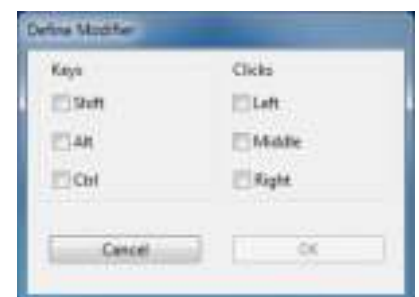 Define Modifier
Keys Clicks
Shift Left
Alt Middle
Ctrl Right
Cancel OK